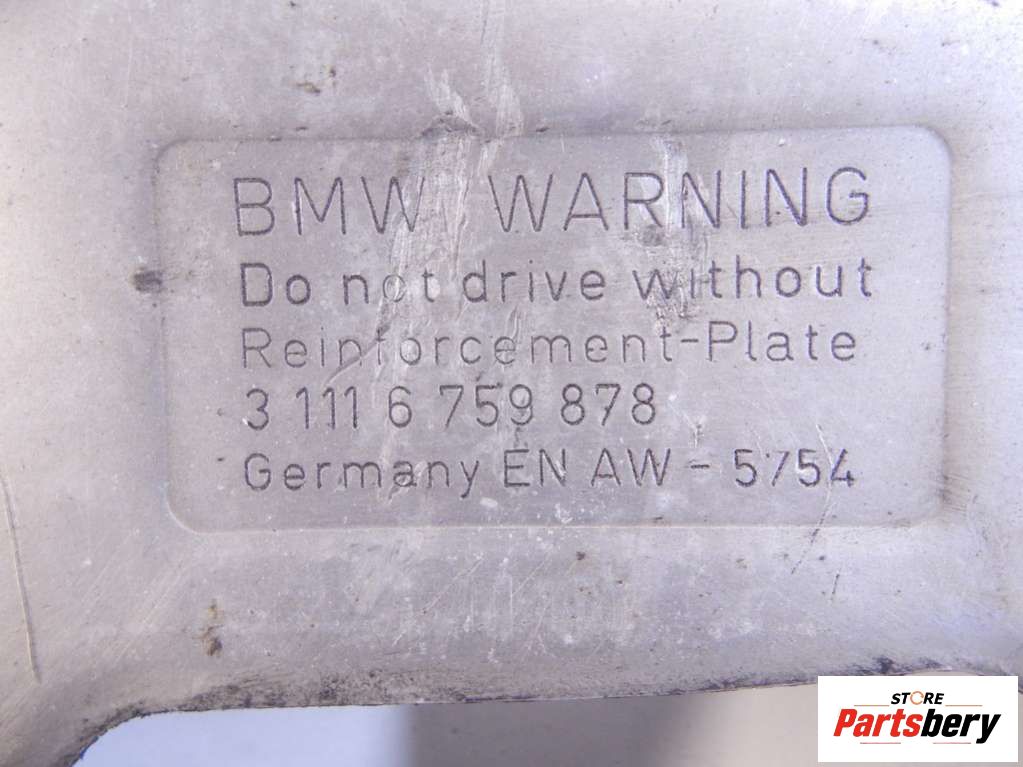 BMW WARNING
Do not drive without
Reinforcement-Plate
3 111 6 759 878
Germany EN AW - 5754
STORE
Partsbery